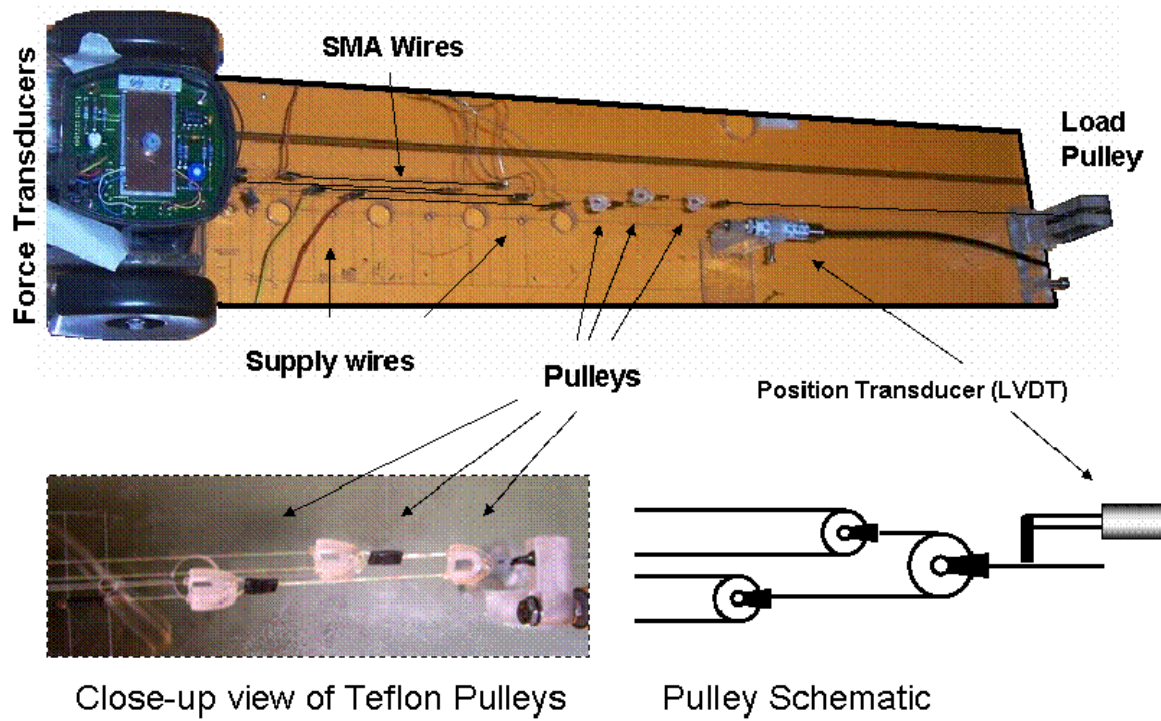 Force Transducers
SMA Wires
Load
Pulley
Supply wires
Pulleys
Position Transducer (LVDT)
Close-up view of Teflon Pulleys
Pulley Schematic